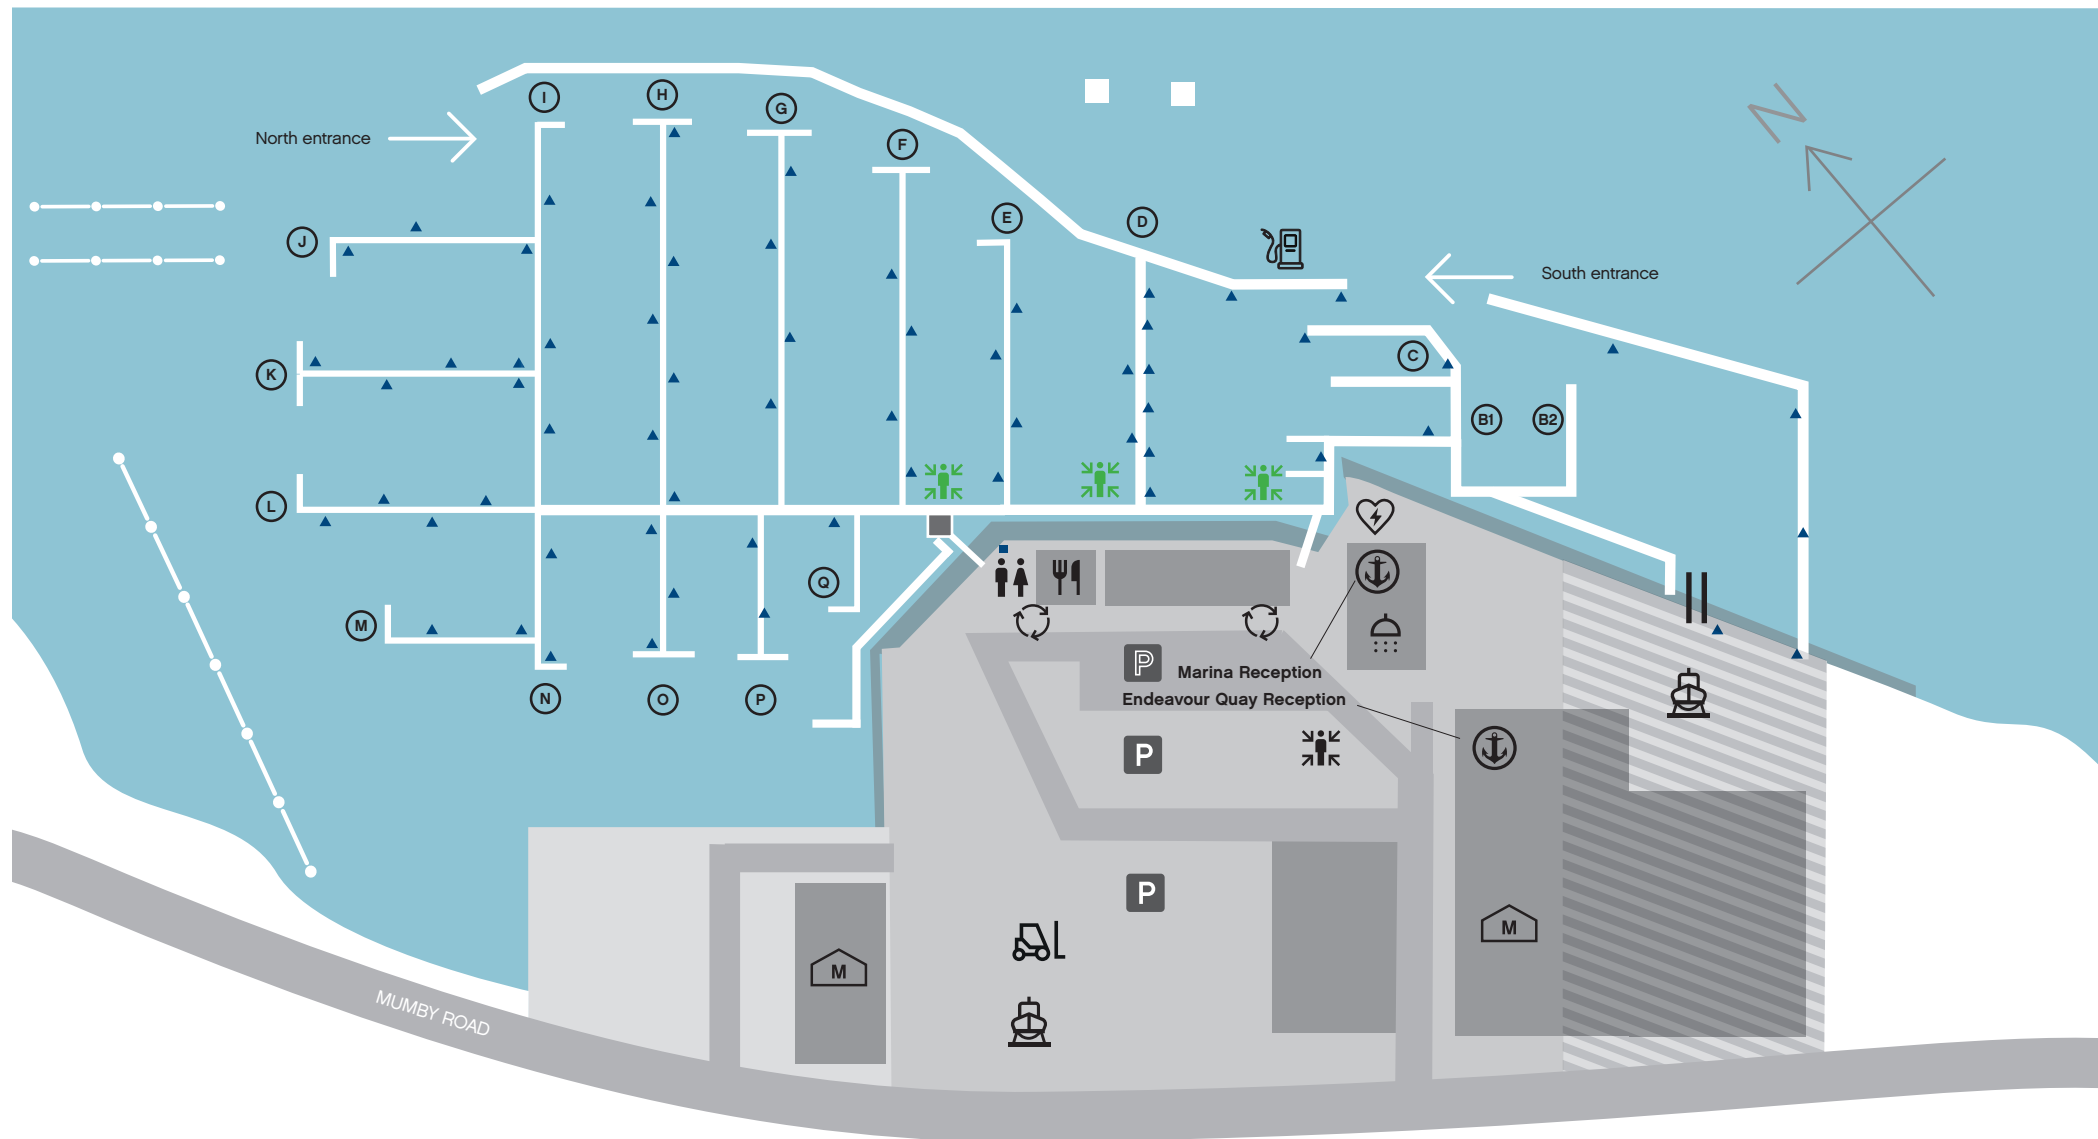 I
H
G
North entrance
F
E
D
J
South entrance
N
C
K
B1
B2
L
Q
M
Marina Reception
P
Endeavour Quay Reception
N
O
P
P
P
M
M
MUMBY ROAD